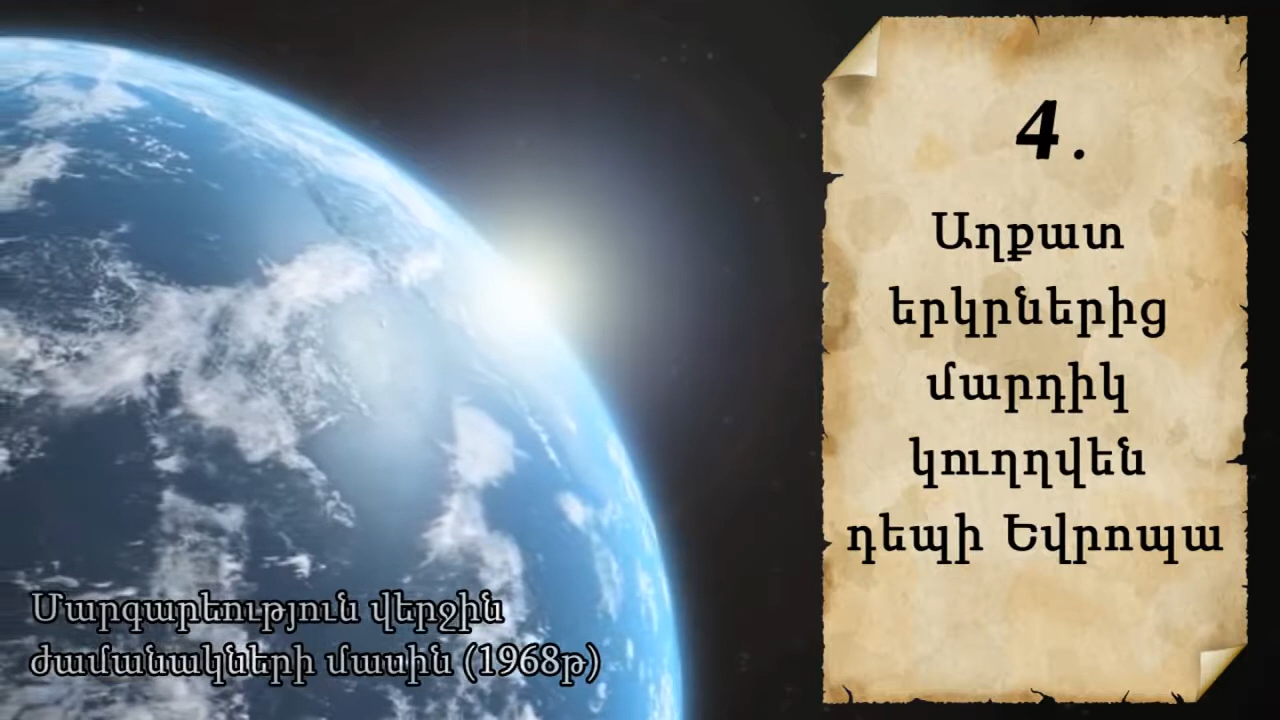 4.
Աղքատ
երկրներից
մարդիկ
կուղղվեն
դեպի Եվրոպա
Մարգարեություն վերջին
ժամանակների մասին (1968թ)